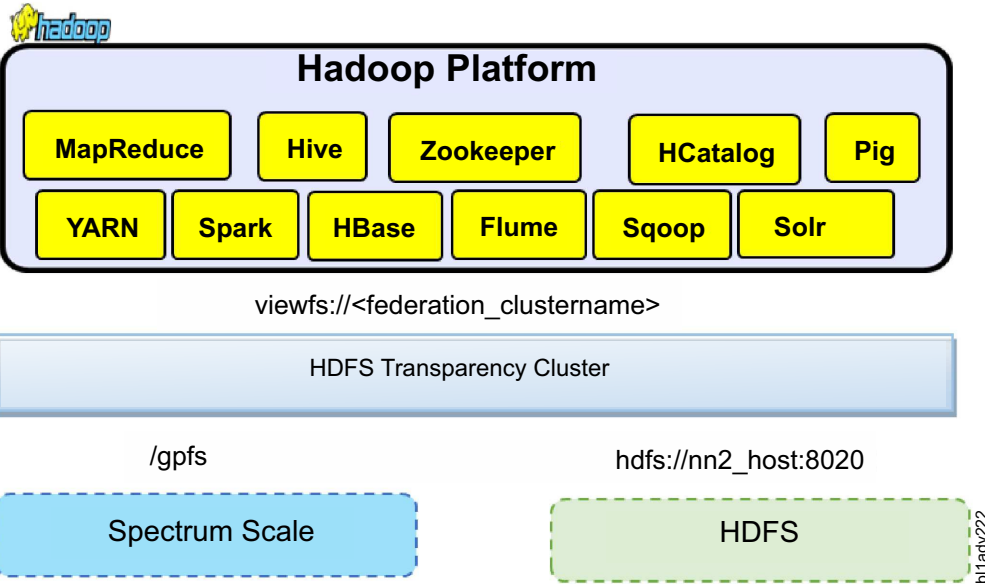 hadoop
Hadoop Platform
MapReduce Hive Zookeeper HCatalog Pig
YARN Spark HBase Flume Sqoop Solr
viewfs://<federation_clustername>
HDFS Transparency Cluster
/gpfs hdfs://nn2_host:8020
Spectrum Scale HDFS
bl1adv222